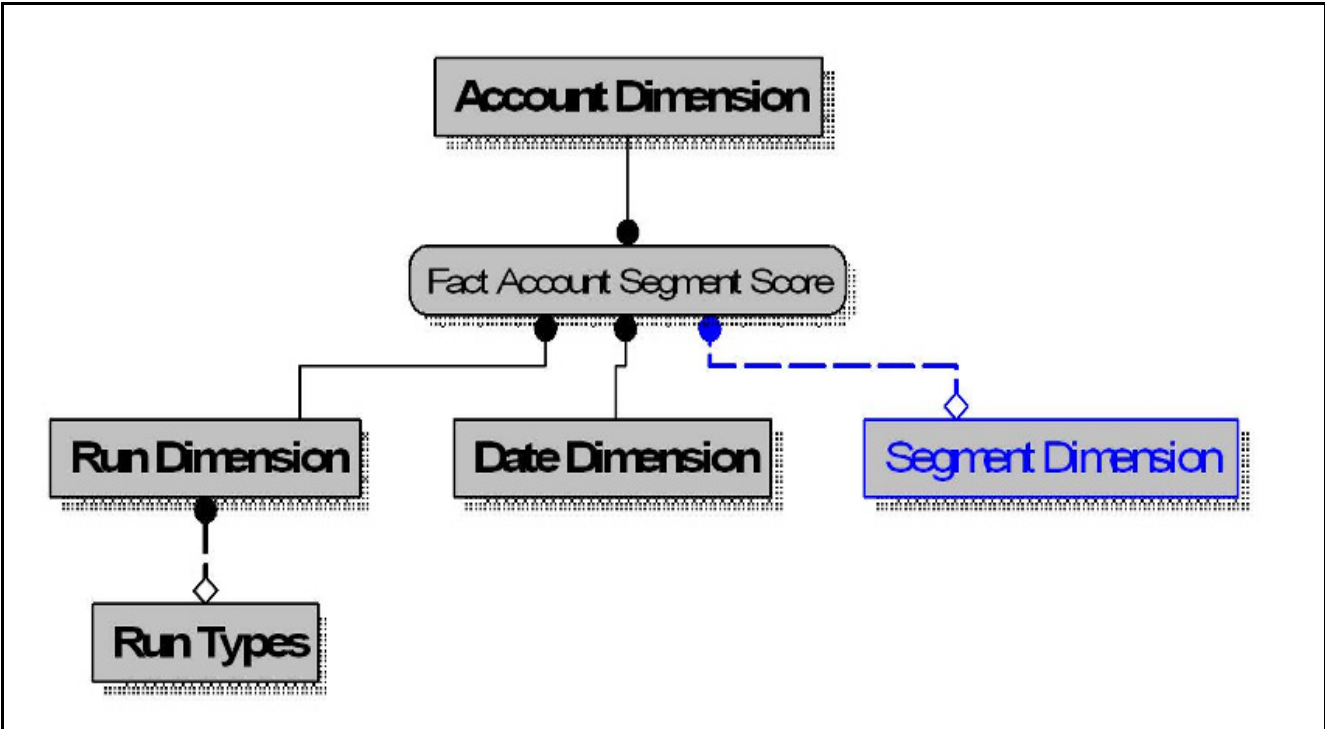 Account Dimension
Fact Account Segment Score
Run Dimension
Date Dimension
Segment Dimension
Run Types